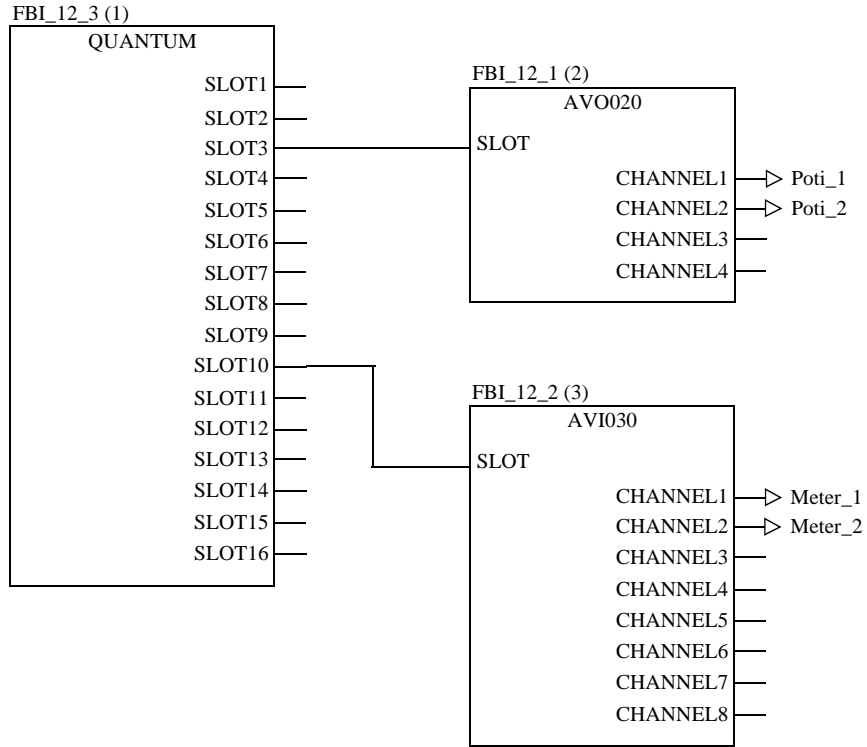 FBI_12_3 (1)
QUANTUM
SLOT1
SLOT2
SLOT3
SLOT4
SLOT5
SLOT6
SLOT7
SLOT8
SLOT9
SLOT10
SLOT11
SLOT12
SLOT13
SLOT14
SLOT15
SLOT16
FBI_12_1 (2)
AVO020
SLOT
CHANNEL1 Poti_1
CHANNEL2 Poti_2
CHANNEL3
CHANNEL4
FBI_12_2 (3)
AVI030
SLOT
CHANNEL1 Meter_1
CHANNEL2 Meter_2
CHANNEL3
CHANNEL4
CHANNEL5
CHANNEL6
CHANNEL7
CHANNEL8